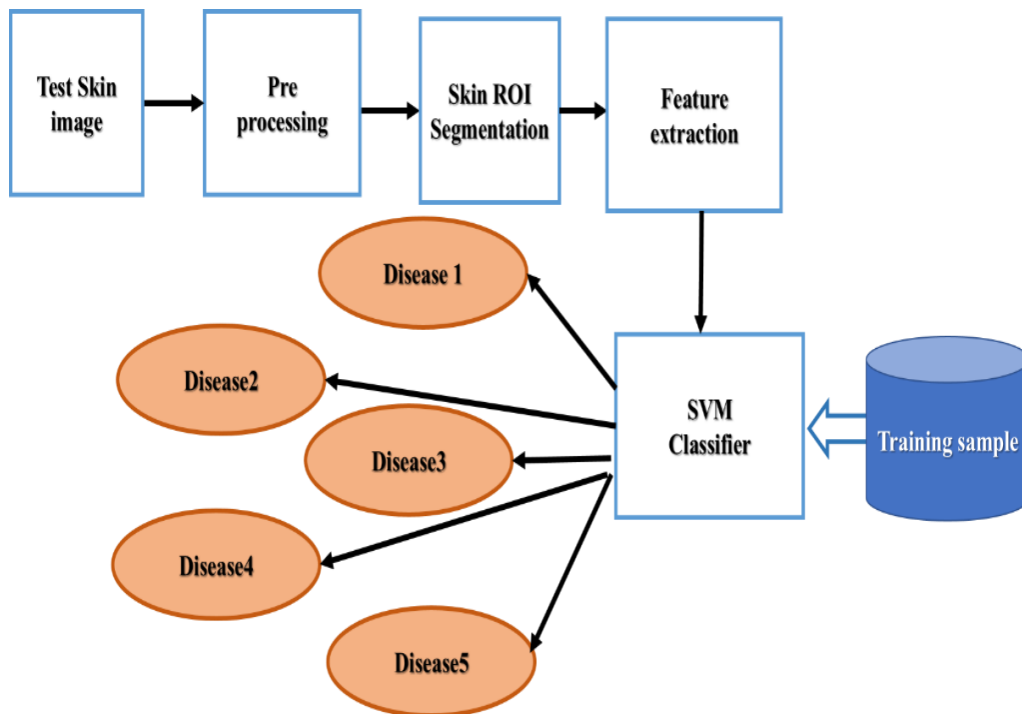 Test Skin
image
Pre
processing
Skin ROI
Segmentation
Feature
extraction
Disease 1
Disease2
Disease3
Disease4
Disease5
SVM
Classifier
Training sample